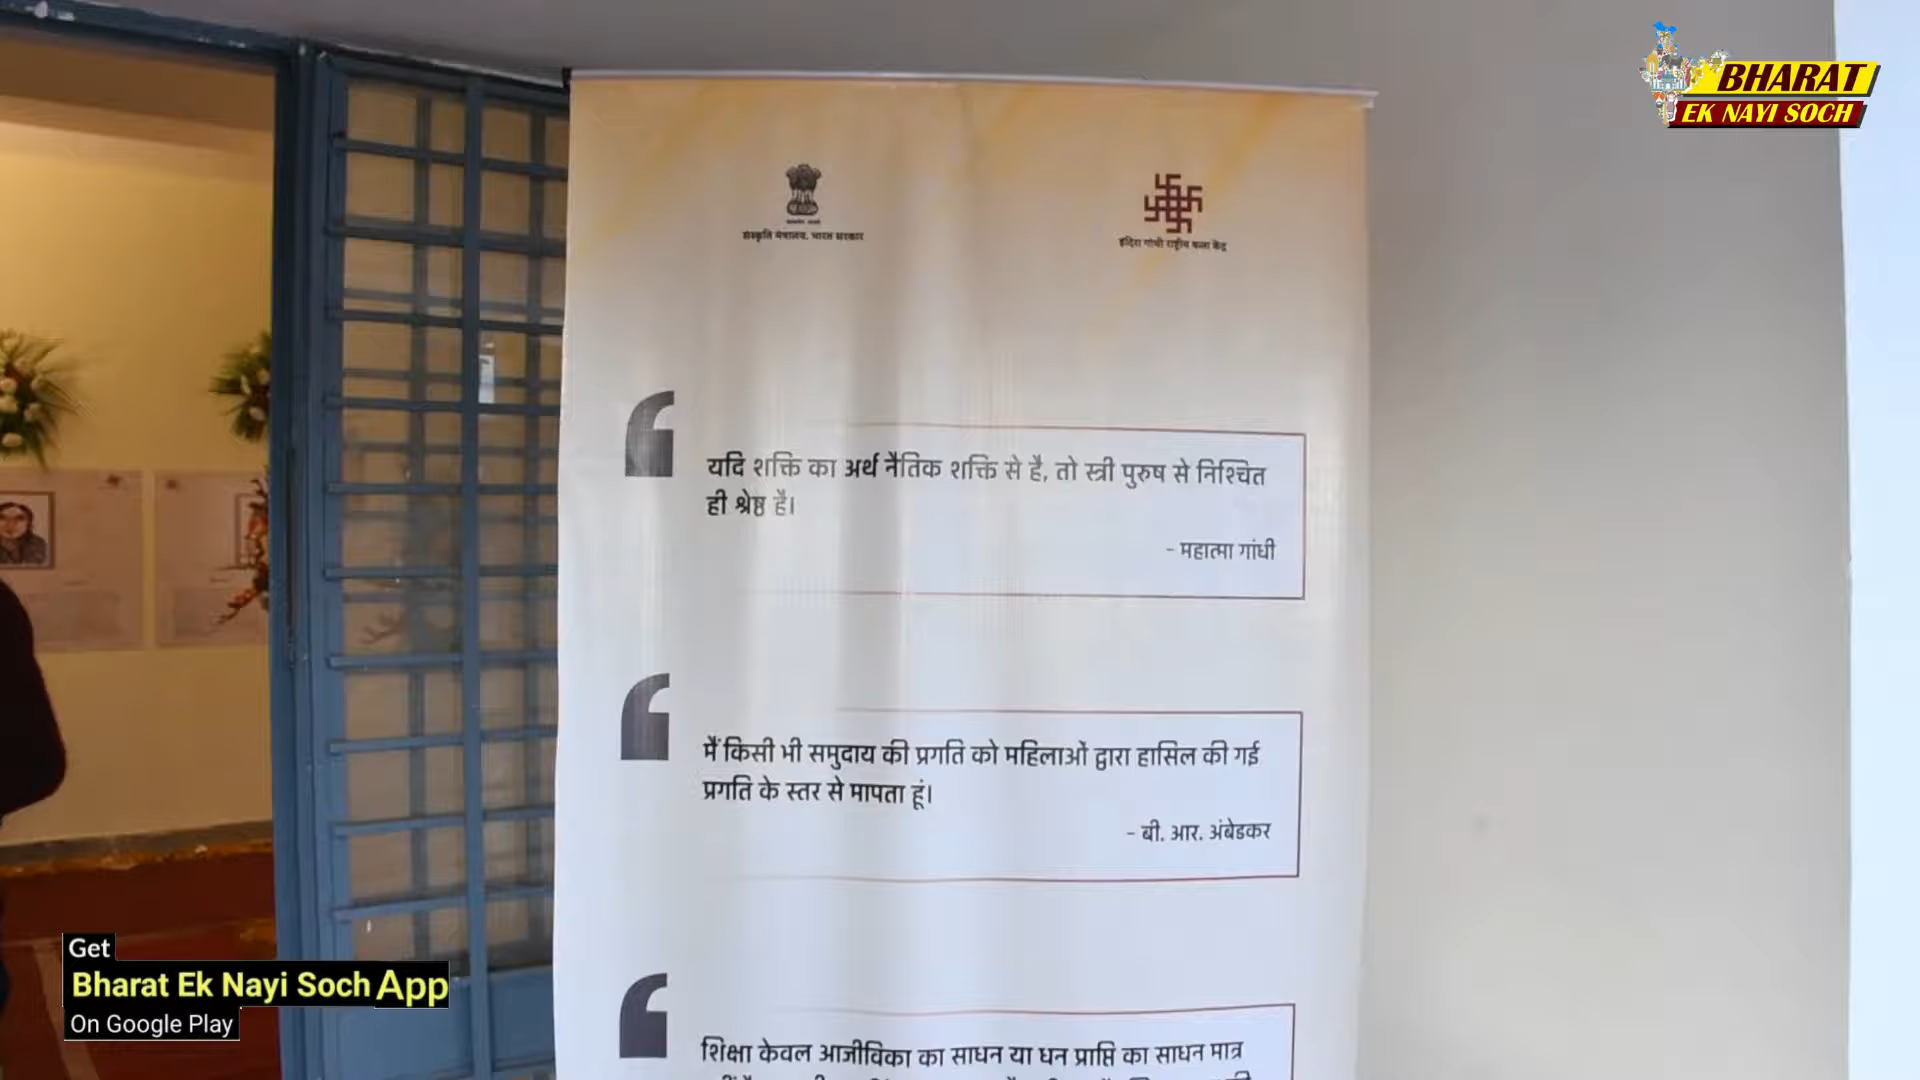 BHARAT
EK NAYI SOCH
संस्कृति मंत्रालय, भारत सरकार
इंदिरा गांधी राष्ट्रीय कला केंद्र
यदि शक्ति का अर्थ नैतिक शक्ति से है, तो स्त्री पुरुष से निश्चित
ही श्रेष्ठ है।
- महात्मा गांधी
मैं किसी भी समुदाय की प्रगति को महिलाओं द्वारा हासिल की गई
प्रगति के स्तर से मापता हूं।
- बी. आर. अंबेडकर
शिक्षा केवल आजीविका का साधन या धन प्राप्ति का साधन मात्र
Get
Bharat Ek Nayi Soch App
On Google Play